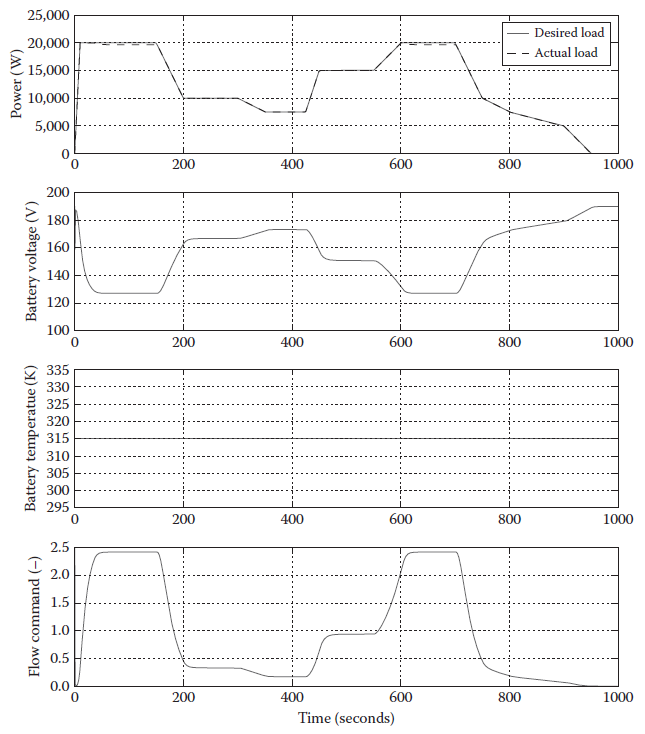 25,000
20,000
15,000
10,000
5,000
0
Power (W)
Desired load
Actual load
0 200 400 600 800 1000
200
180
160
140
120
100
Battery voltage (V)
0 200 400 600 800 1000
335
330
325
320
315
310
305
300
295
Battery temperatue (K)
0 200 400 600 800 1000
2.5
2.0
1.5
1.0
0.5
0.0
Flow command (–)
0 200 400 600 800 1000
Time (seconds)